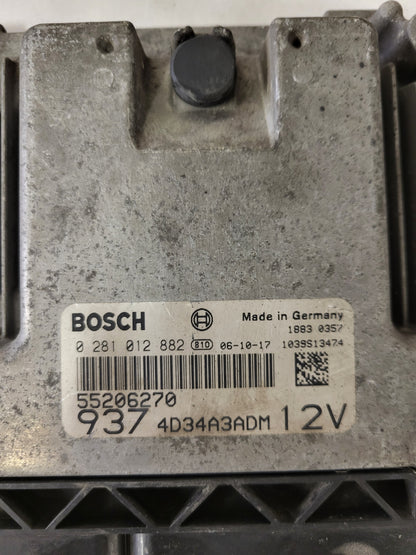 BOSCH Made in Germany
1883 0357
0 281 012 882 810 06-10-17 1039S13474
55206270
937 4D34A3ADM 12V